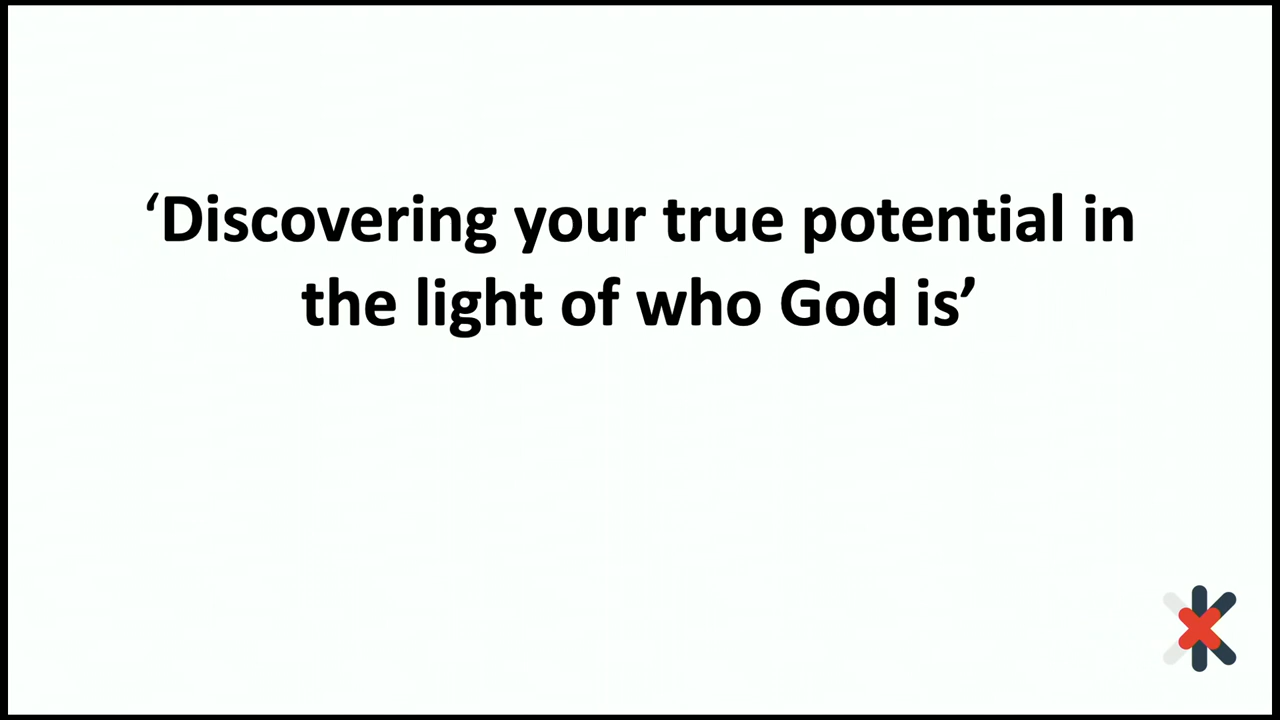 ‘Discovering your true potential in
the light of who God is’